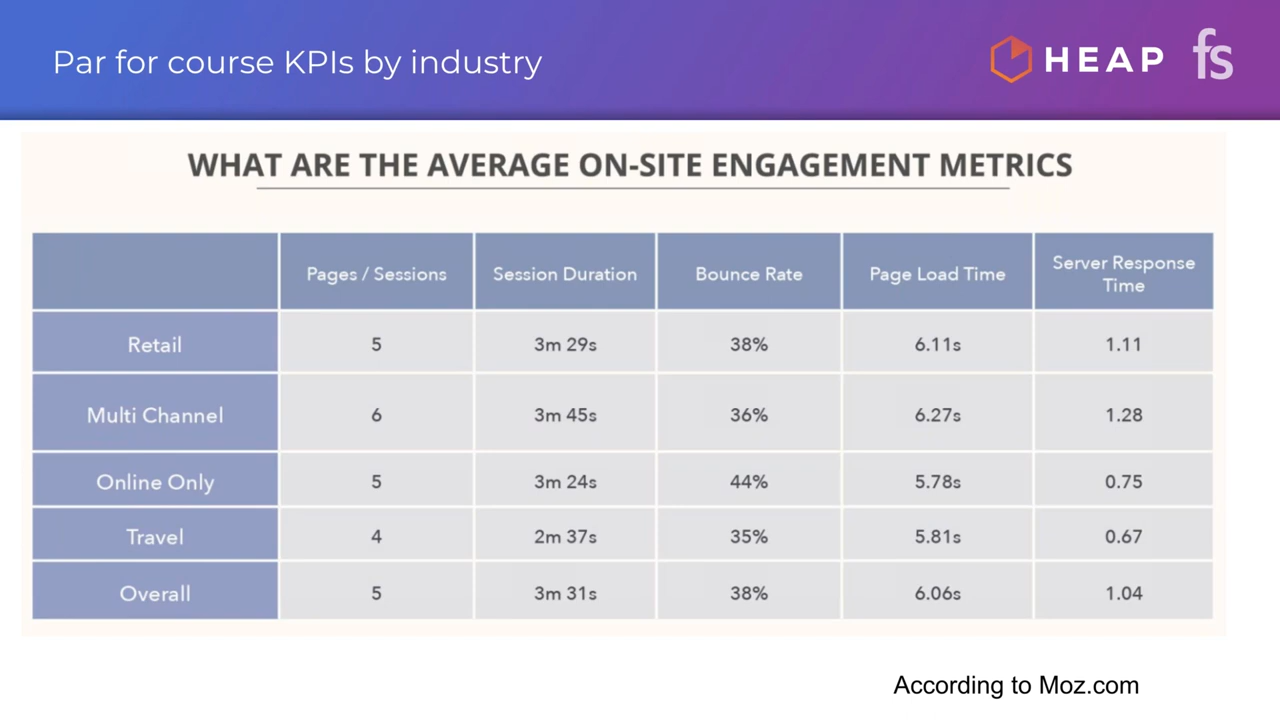 Par for course KPIs by industry
HEAP fs
WHAT ARE THE AVERAGE ON-SITE ENGAGEMENT METRICS
Pages / Sessions Session Duration Bounce Rate Page Load Time Server Response
Time
Retail 5 3m 29s 38% 6.11s 1.11
Multi Channel 6 3m 45s 36% 6.27s 1.28
Online Only 5 3m 24s 44% 5.78s 0.75
Travel 4 2m 37s 35% 5.81s 0.67
Overall 5 3m 31s 38% 6.06s 1.04
According to Moz.com